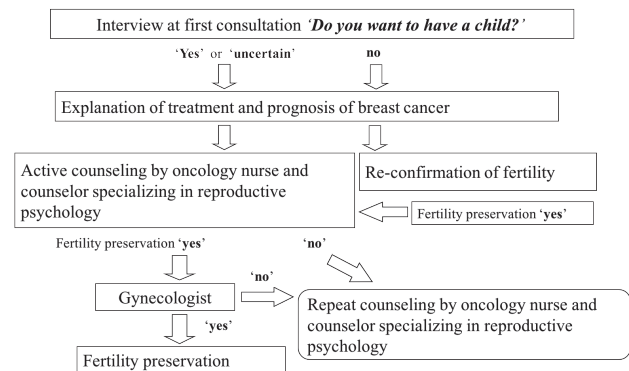 Interview at first consultation ‘Do you want to have a child?’
‘Yes’ or ‘uncertain’
no
Explanation of treatment and prognosis of breast cancer
Active counseling by oncology nurse and
counselor specializing in reproductive
psychology
Re-confirmation of fertility
Fertility preservation ‘yes’
Fertility preservation ‘yes’
‘no’
Gynecologist
‘no’
Repeat counseling by oncology nurse and
counselor specializing in reproductive
psychology
‘yes’
Fertility preservation